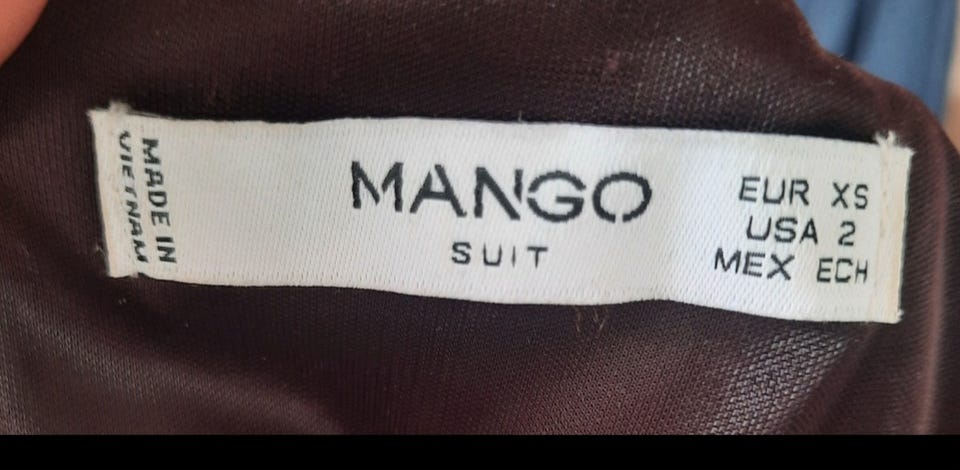 MADE IN
VIETNAM
MANGO
SUIT
EUR XS
USA 2
MEX ECH